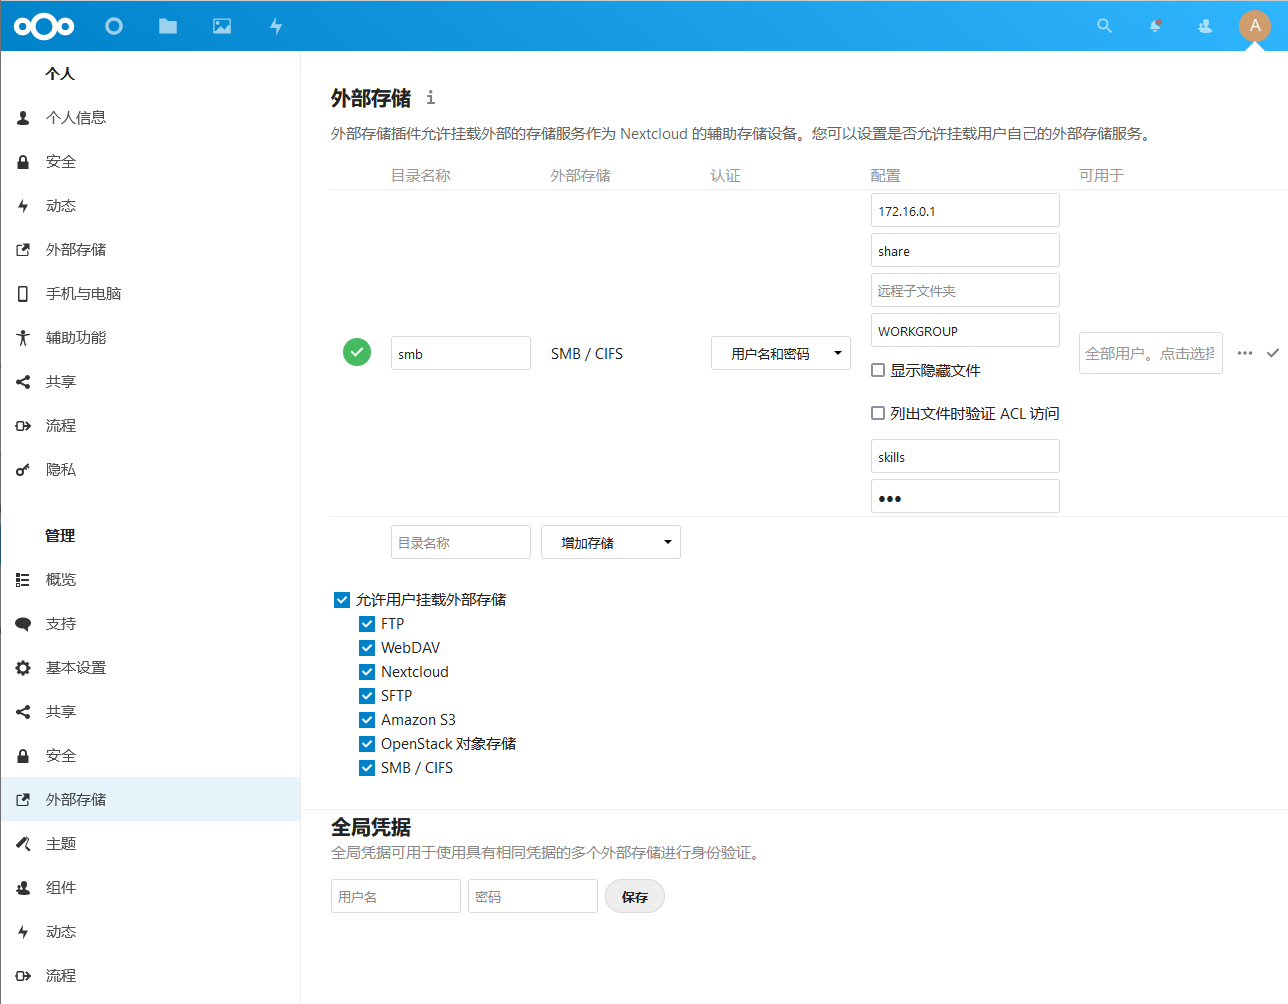 A
个人
个人信息
安全
动态
外部存储
手机与电脑
辅助功能
共享
流程
隐私
管理
概览
支持
基本设置
共享
安全
外部存储
主题
组件
动态
流程
外部存储
外部存储插件允许挂载外部的存储服务作为 Nextcloud 的辅助存储设备。您可以设置是否允许挂载用户自己的外部存储服务。
目录名称 外部存储 认证 配置 可用于
172.16.0.1
share
远程子文件夹
WORKGROUP
smb SMB / CIFS 用户名和密码 全部用户。点击选择
显示隐藏文件
列出文件时验证 ACL 访问
skills
•••
目录名称 增加存储
允许用户挂载外部存储
FTP
WebDAV
Nextcloud
SFTP
Amazon S3
OpenStack 对象存储
SMB / CIFS
全局凭据
全局凭据可用于使用具有相同凭据的多个外部存储进行身份验证。
用户名 密码 保存